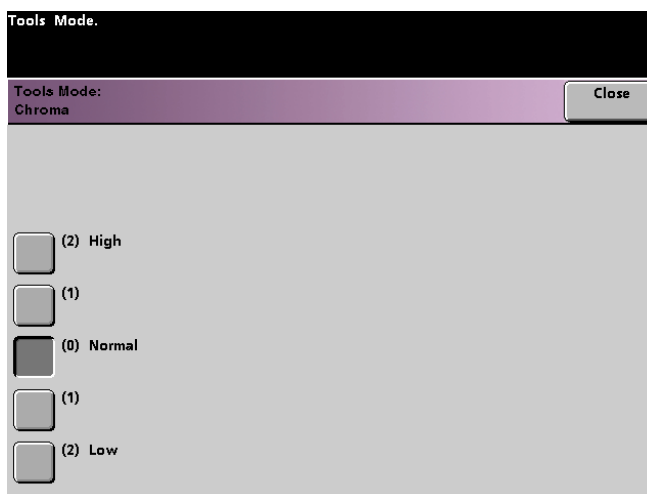 Tools Mode.
Tools Mode:
Close
Chroma
(2) High
(1)
(0) Normal
(1)
(2) Low